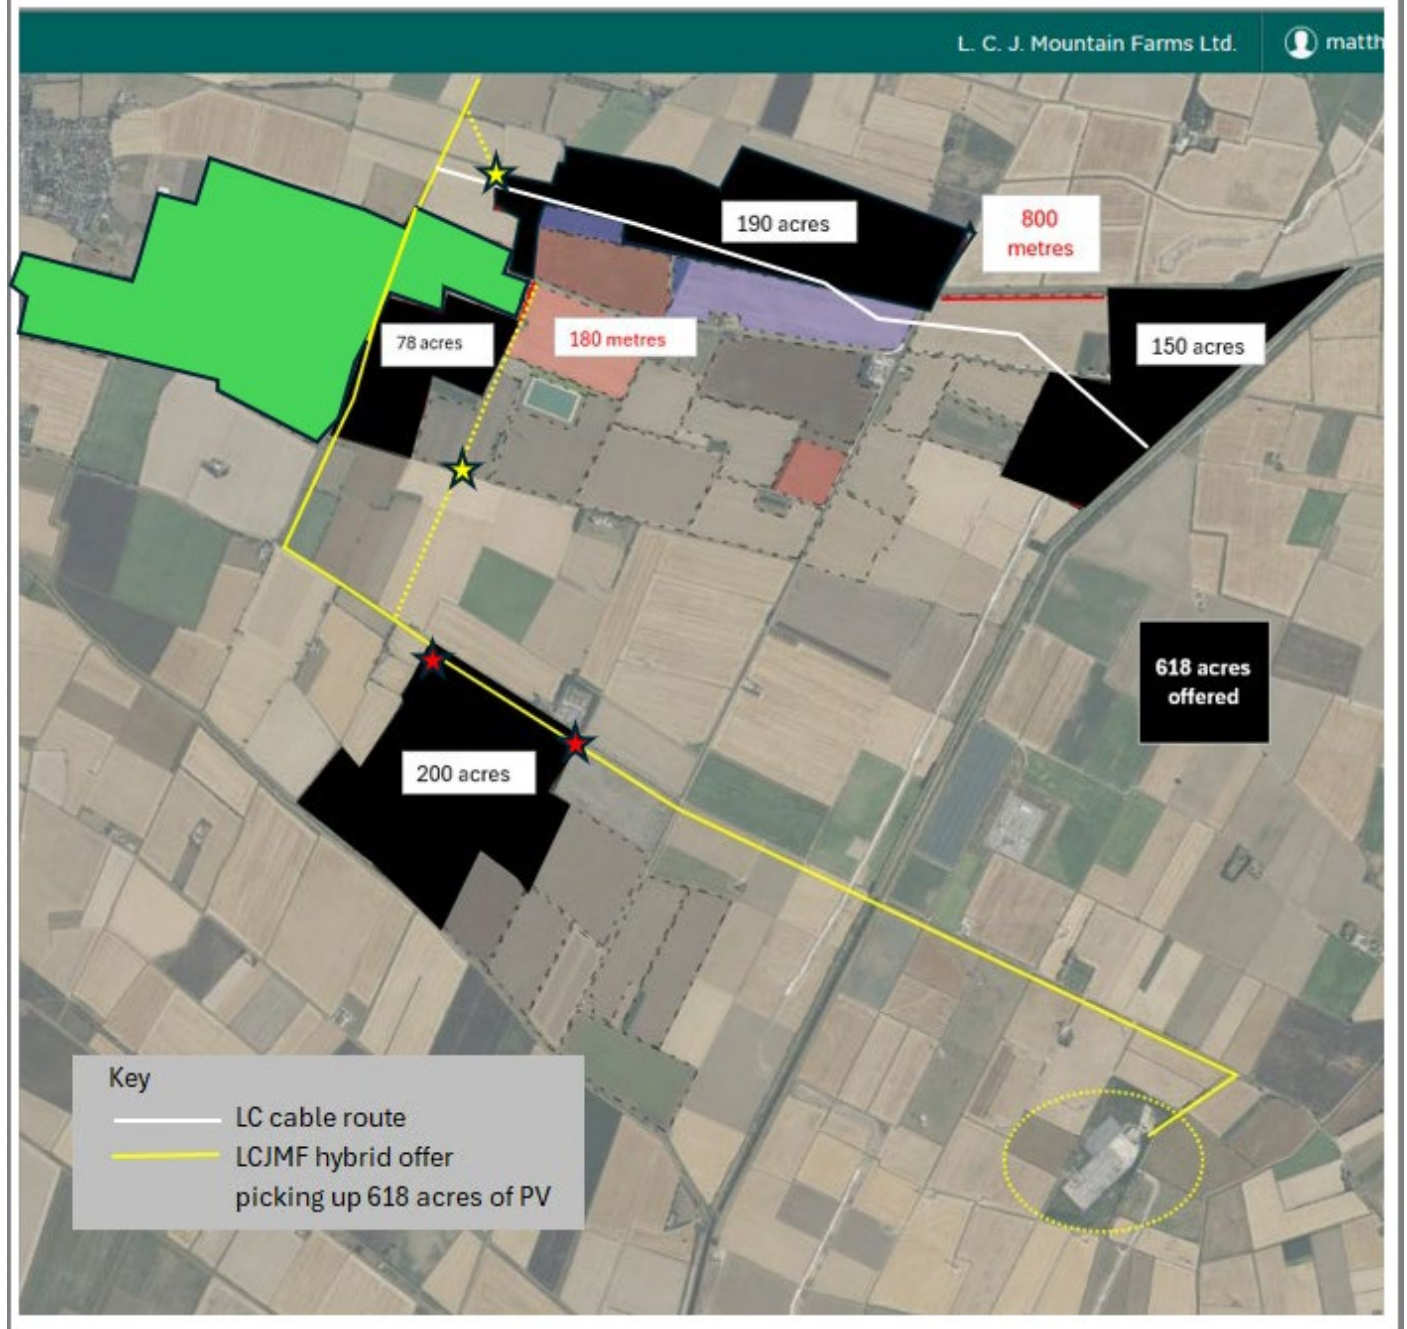 L. C. J. Mountain Farms Ltd.
matth
190 acres
800
metres
78 acres
180 metres
150 acres
618 acres
offered
200 acres
Key
LC cable route
LCJMF hybrid offer
picking up 618 acres of PV